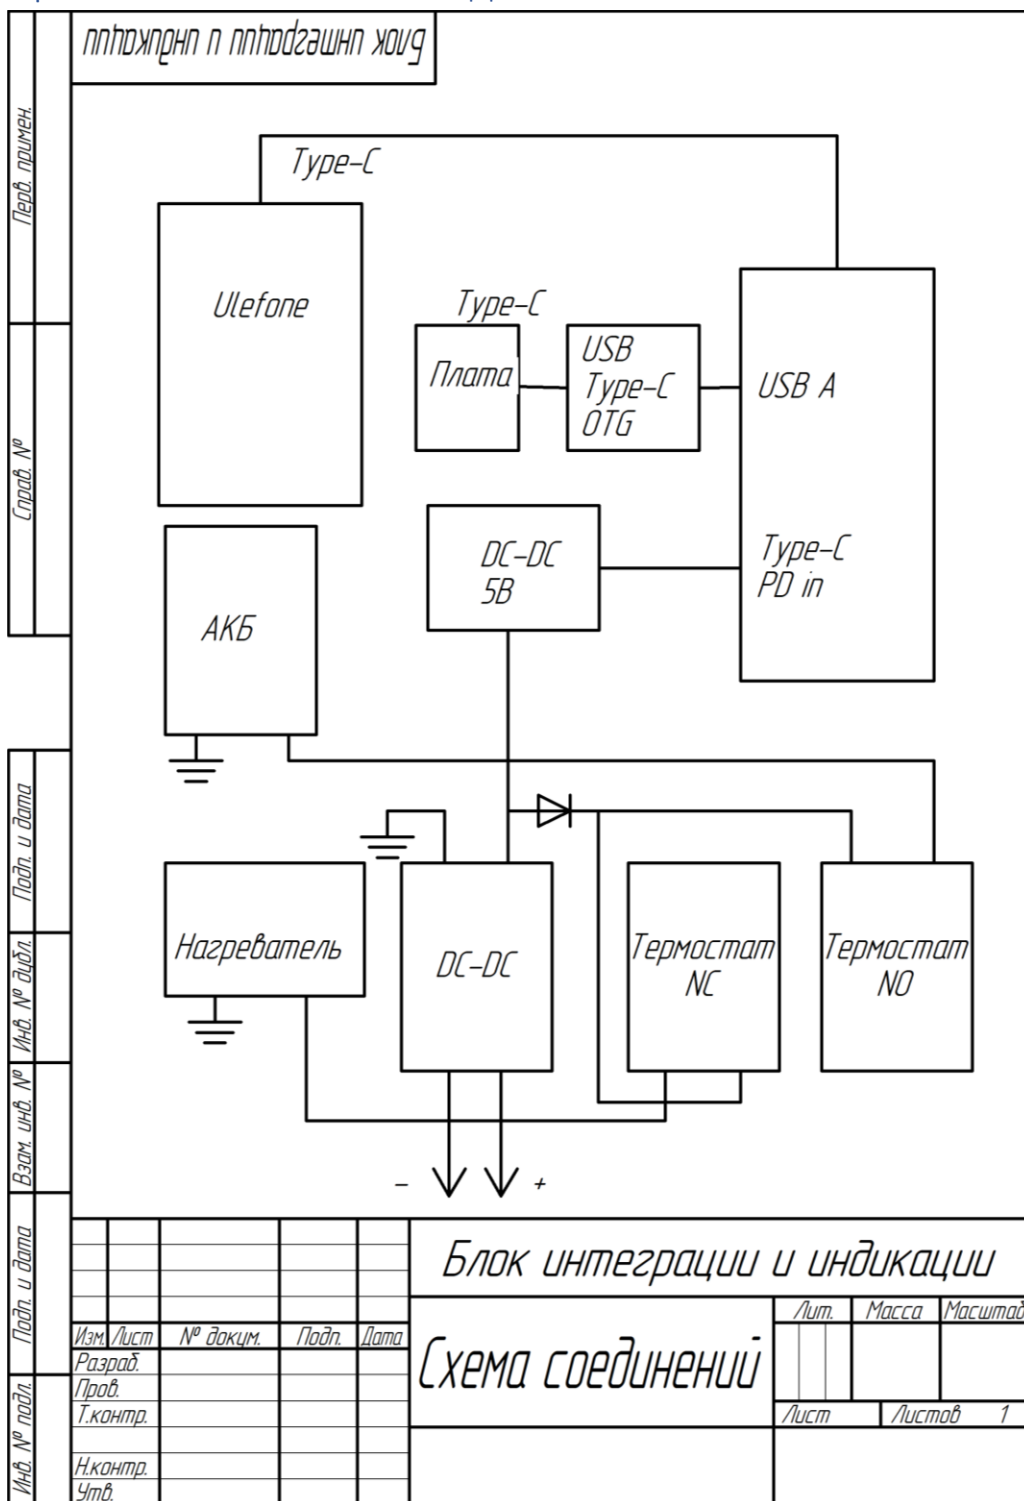 Блок интеграции и индикации
Перв. примен.
Справ. №
Подп. и дата
Инв. № дубл.
Взам. инв. №
Подп. и дата
Инв. № подл.
Type-C
Ulefone
Type-C
Плата
USB
Type-C
OTG
USB A
DC-DC
5В
Type-C
PD in
АКБ
Нагреватель
DC-DC
Термостат
NC
Термостат
NO
- +
Блок интеграции и индикации
Схема соединений
Лит. Масса Масштаб
Лист Листов 1
Изм. Лист № докум. Подп. Дата
Разраб.
Пров.
Т.контр.
Н.контр.
Утв.